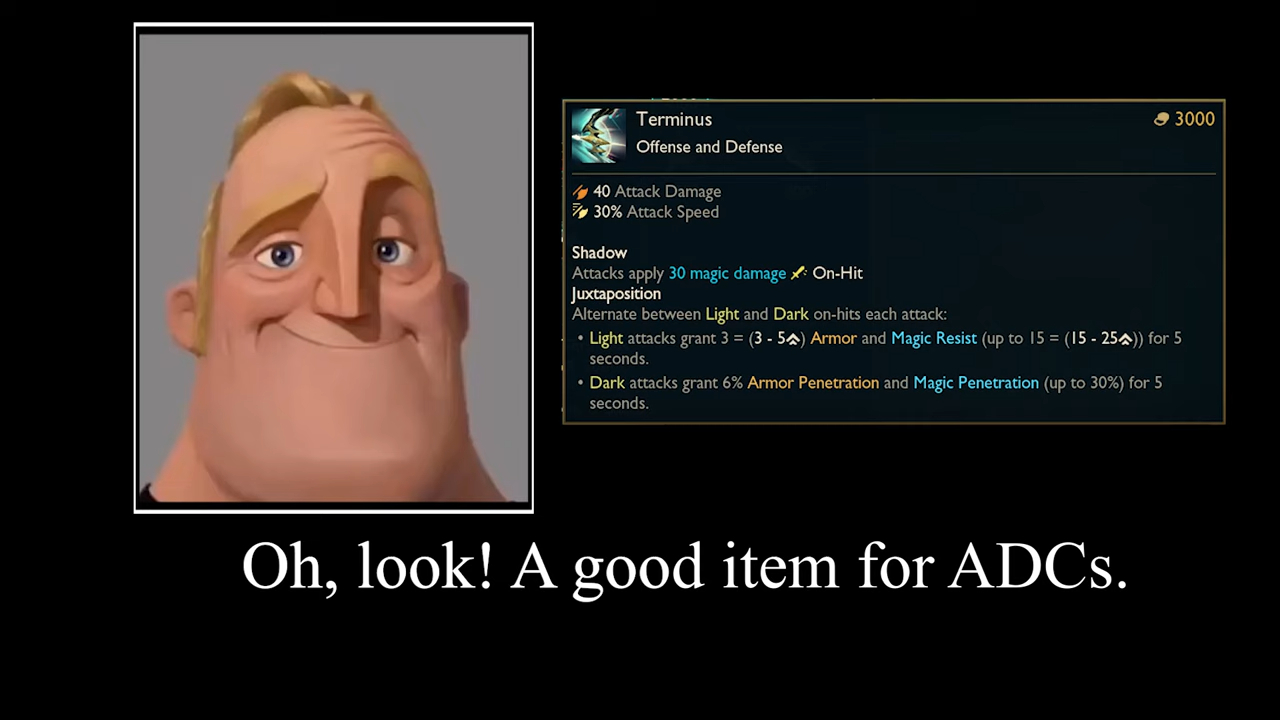 Terminus
3000
Offense and Defense
40 Attack Damage
30% Attack Speed
Shadow
Attacks apply 30 magic damage On-Hit
Juxtaposition
Alternate between Light and Dark on-hits each attack:
• Light attacks grant 3 = (3 - 5) Armor and Magic Resist (up to 15 = (15 - 25)) for 5
seconds.
• Dark attacks grant 6% Armor Penetration and Magic Penetration (up to 30%) for 5
seconds.
Oh, look! A good item for ADCs.